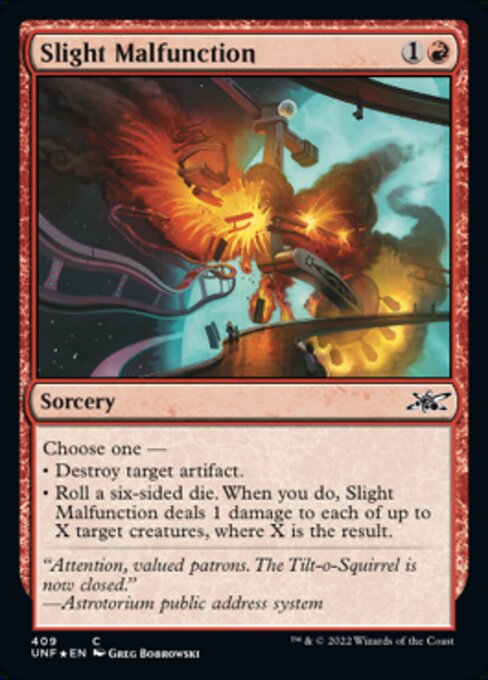 Slight Malfunction 1
Sorcery
Choose one —
• Destroy target artifact.
• Roll a six-sided die. When you do, Slight
Malfunction deals 1 damage to each of up to
X target creatures, where X is the result.
“Attention, valued patrons. The Tilt-o-Squirrel is
now closed.”
—Astrotorium public address system
409 C
UNF★EN Greg Bobrowski
™ & © 2022 Wizards of the Coast